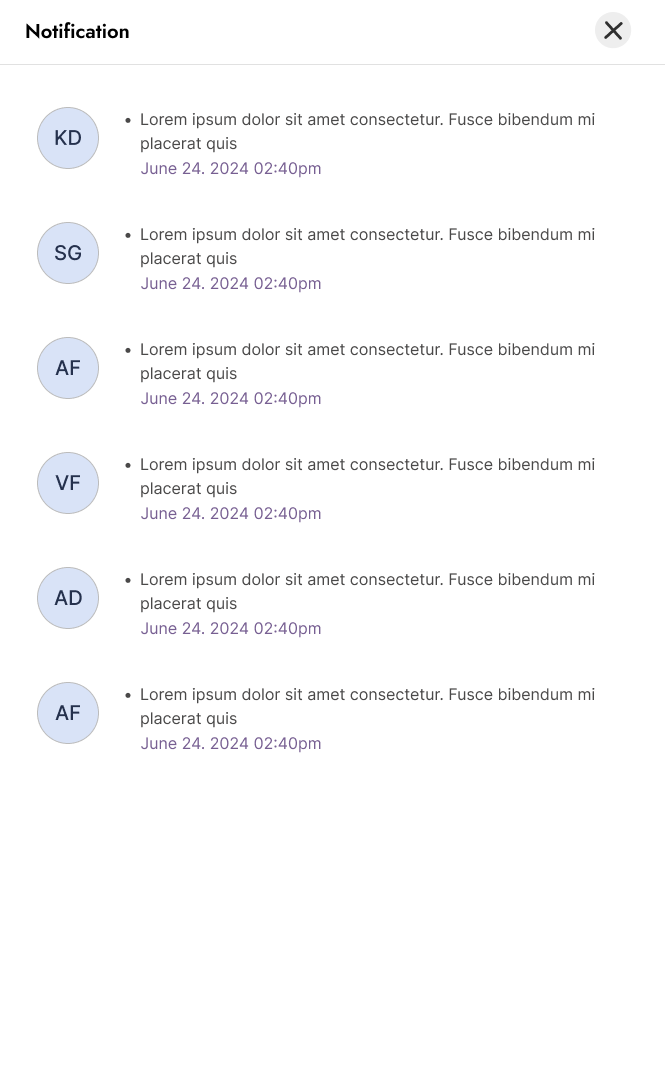 Notification
KD
• Lorem ipsum dolor sit amet consectetur. Fusce bibendum mi
placerat quis
June 24. 2024 02:40pm
SG
• Lorem ipsum dolor sit amet consectetur. Fusce bibendum mi
placerat quis
June 24. 2024 02:40pm
AF
• Lorem ipsum dolor sit amet consectetur. Fusce bibendum mi
placerat quis
June 24. 2024 02:40pm
VF
• Lorem ipsum dolor sit amet consectetur. Fusce bibendum mi
placerat quis
June 24. 2024 02:40pm
AD
• Lorem ipsum dolor sit amet consectetur. Fusce bibendum mi
placerat quis
June 24. 2024 02:40pm
AF
• Lorem ipsum dolor sit amet consectetur. Fusce bibendum mi
placerat quis
June 24. 2024 02:40pm